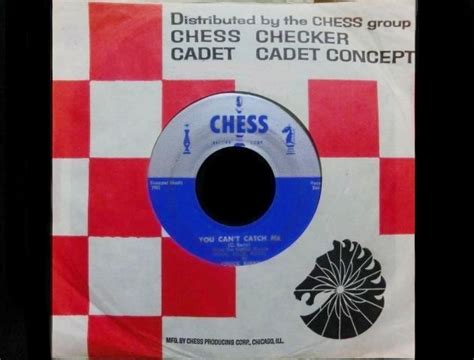 Distributed by the CHESS group
CHESS CHECKER
CADET CADET CONCEPT
CHESS
YOU CAN'T CATCH ME
MFG. BY CHESS PRODUCING CORP., CHICAGO, ILL.